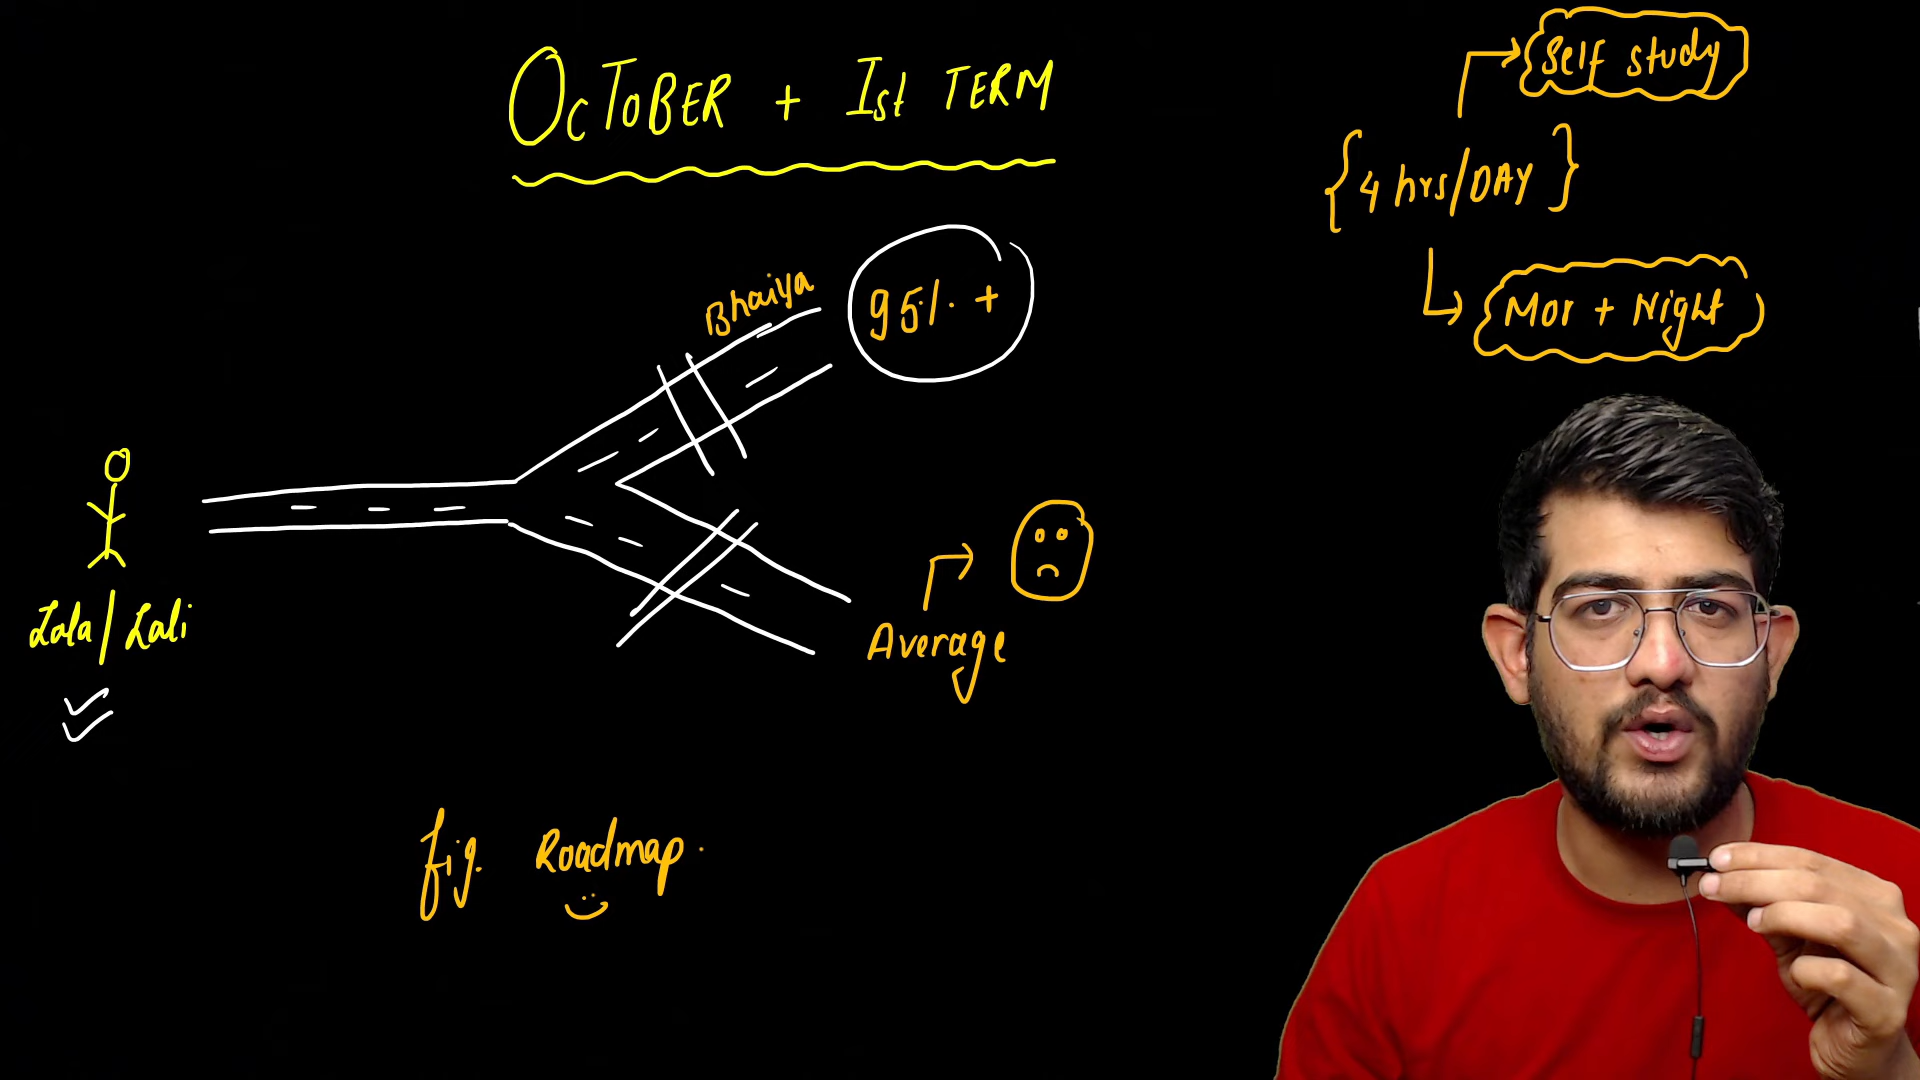 OCTOBER + Ist TERM
Self study
{4 hrs/DAY}
Mor + Night
Bhaiya
95% +
Lala/Lali
Average
fig. Roadmap.